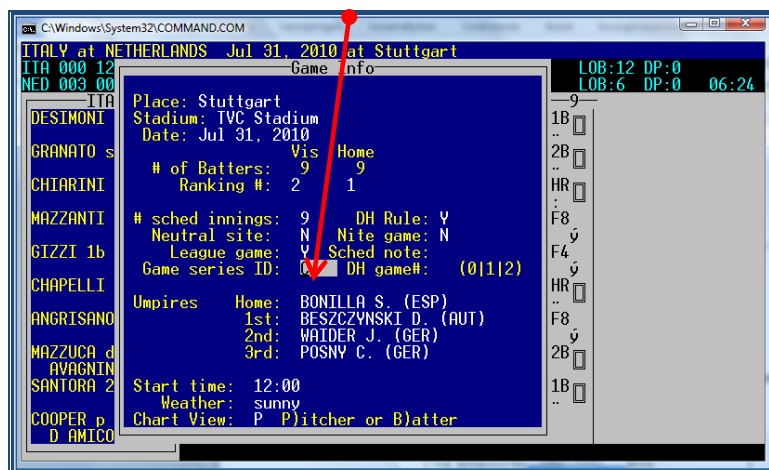 C:\Windows\System32\COMMAND.COM
ITALY at NETHERLANDS Jul 31, 2010 at Stuttgart
ITA 000 12 Game Info LOB:12 DP:0
NED 003 00 LOB:6 DP:0 06:24
ITA 9
Place: Stuttgart
DESIMONI Stadium: TVC Stadium 1B
Date: Jul 31, 2010
GRANATO s Vis Home 2B
# of Batters: 9 9
CHIARINI Ranking #: 2 1 HR
MAZZANTI # sched innings: 9 DH Rule: Y F8
Neutral site: N Nite game: N ý
GIZZI 1b League game: Y Sched note: F4
Game series ID: C DH game#: (0|1|2) ý
CHAPELLI HR
Umpires Home: BONILLA S. (ESP)
ANGRISANO 1st: BESZCZYNSKI D. (AUT) F8
2nd: WAIDER J. (GER) ý
MAZZUCA d 3rd: POSNY C. (GER) 2B
AVAGNIN
SANTORA 2 Start time: 12:00 1B
Weather: sunny
COOPER p Chart View: P P)itcher or B)atter
D AMICO